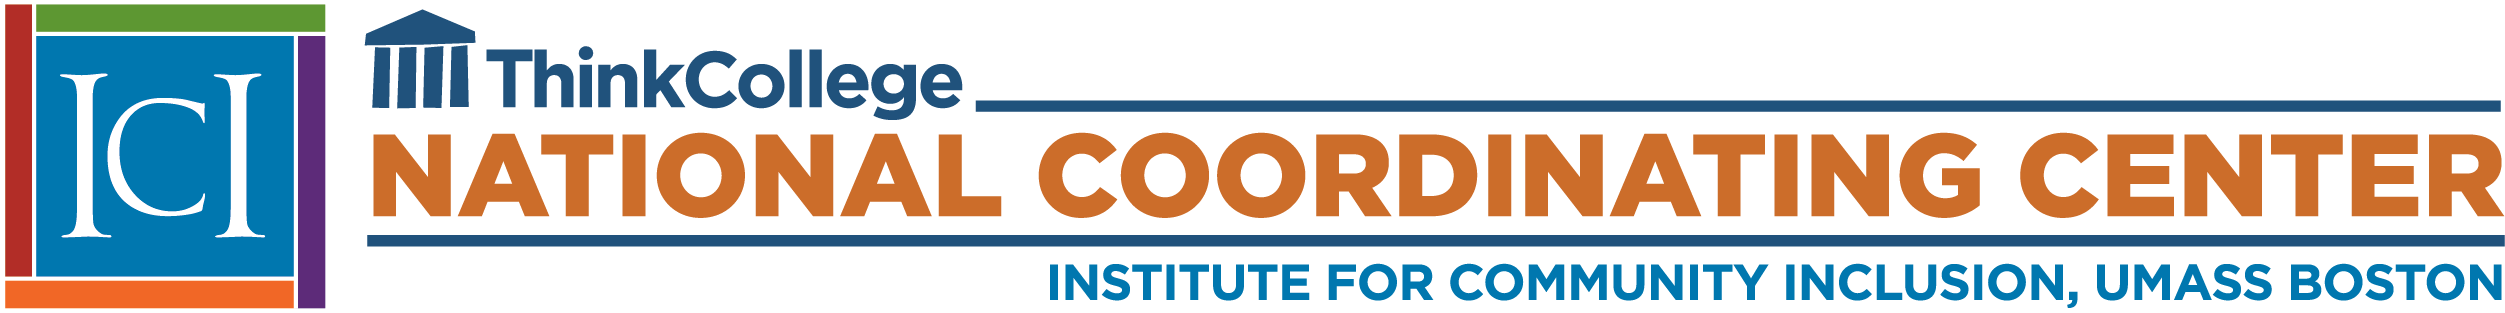 ICI
ThinkCollege
NATIONAL COORDINATING CENTER
INSTITUTE FOR COMMUNITY INCLUSION, UMASS BOSTON